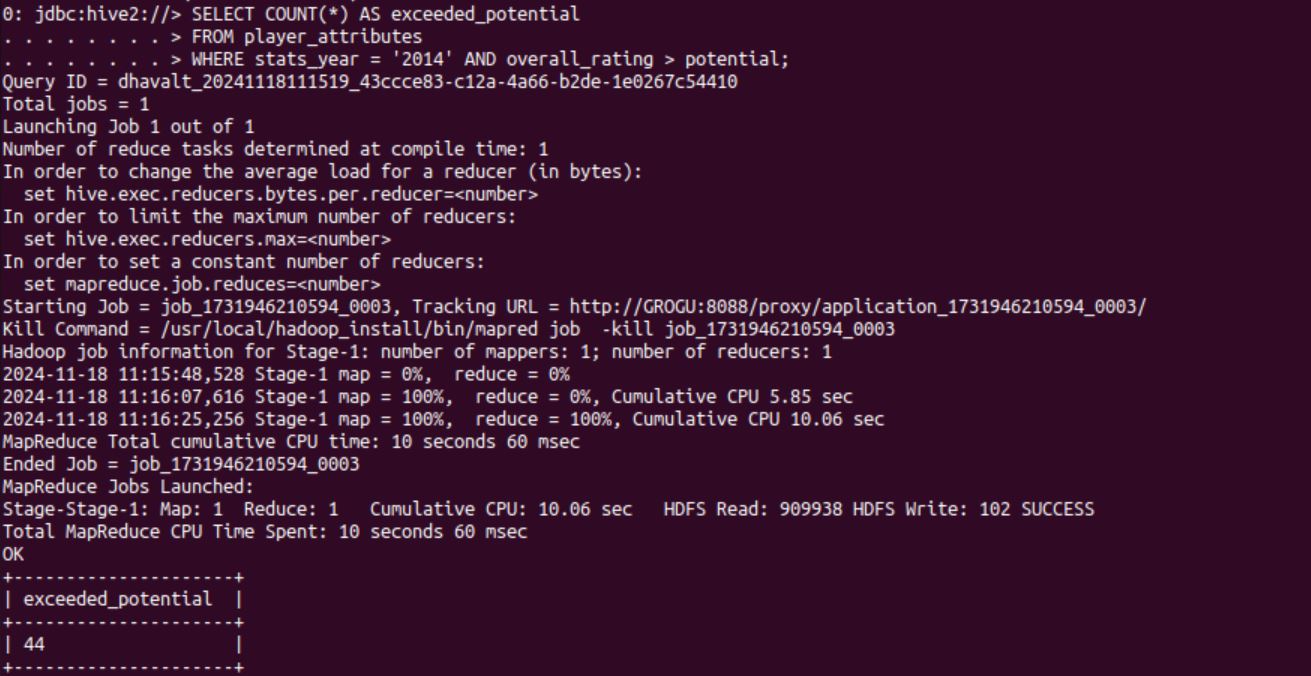 0: jdbc:hive2://> SELECT COUNT(*) AS exceeded_potential
. . . . . . . . > FROM player_attributes
. . . . . . . . > WHERE stats_year = '2014' AND overall_rating > potential;
Query ID = dhavalt_20241118111519_43ccce83-c12a-4a66-b2de-1e0267c54410
Total jobs = 1
Launching Job 1 out of 1
Number of reduce tasks determined at compile time: 1
In order to change the average load for a reducer (in bytes):
  set hive.exec.reducers.bytes.per.reducer=<number>
In order to limit the maximum number of reducers:
  set hive.exec.reducers.max=<number>
In order to set a constant number of reducers:
  set mapreduce.job.reduces=<number>
Starting Job = job_1731946210594_0003, Tracking URL = http://GROGU:8088/proxy/application_1731946210594_0003/
Kill Command = /usr/local/hadoop_install/bin/mapred job  -kill job_1731946210594_0003
Hadoop job information for Stage-1: number of mappers: 1; number of reducers: 1
2024-11-18 11:15:48,528 Stage-1 map = 0%,  reduce = 0%
2024-11-18 11:16:07,616 Stage-1 map = 100%,  reduce = 0%, Cumulative CPU 5.85 sec
2024-11-18 11:16:25,256 Stage-1 map = 100%,  reduce = 100%, Cumulative CPU 10.06 sec
MapReduce Total cumulative CPU time: 10 seconds 60 msec
Ended Job = job_1731946210594_0003
MapReduce Jobs Launched:
Stage-Stage-1: Map: 1  Reduce: 1   Cumulative CPU: 10.06 sec   HDFS Read: 909938 HDFS Write: 102 SUCCESS
Total MapReduce CPU Time Spent: 10 seconds 60 msec
OK
+---------------------+
| exceeded_potential  |
+---------------------+
| 44                  |
+---------------------+